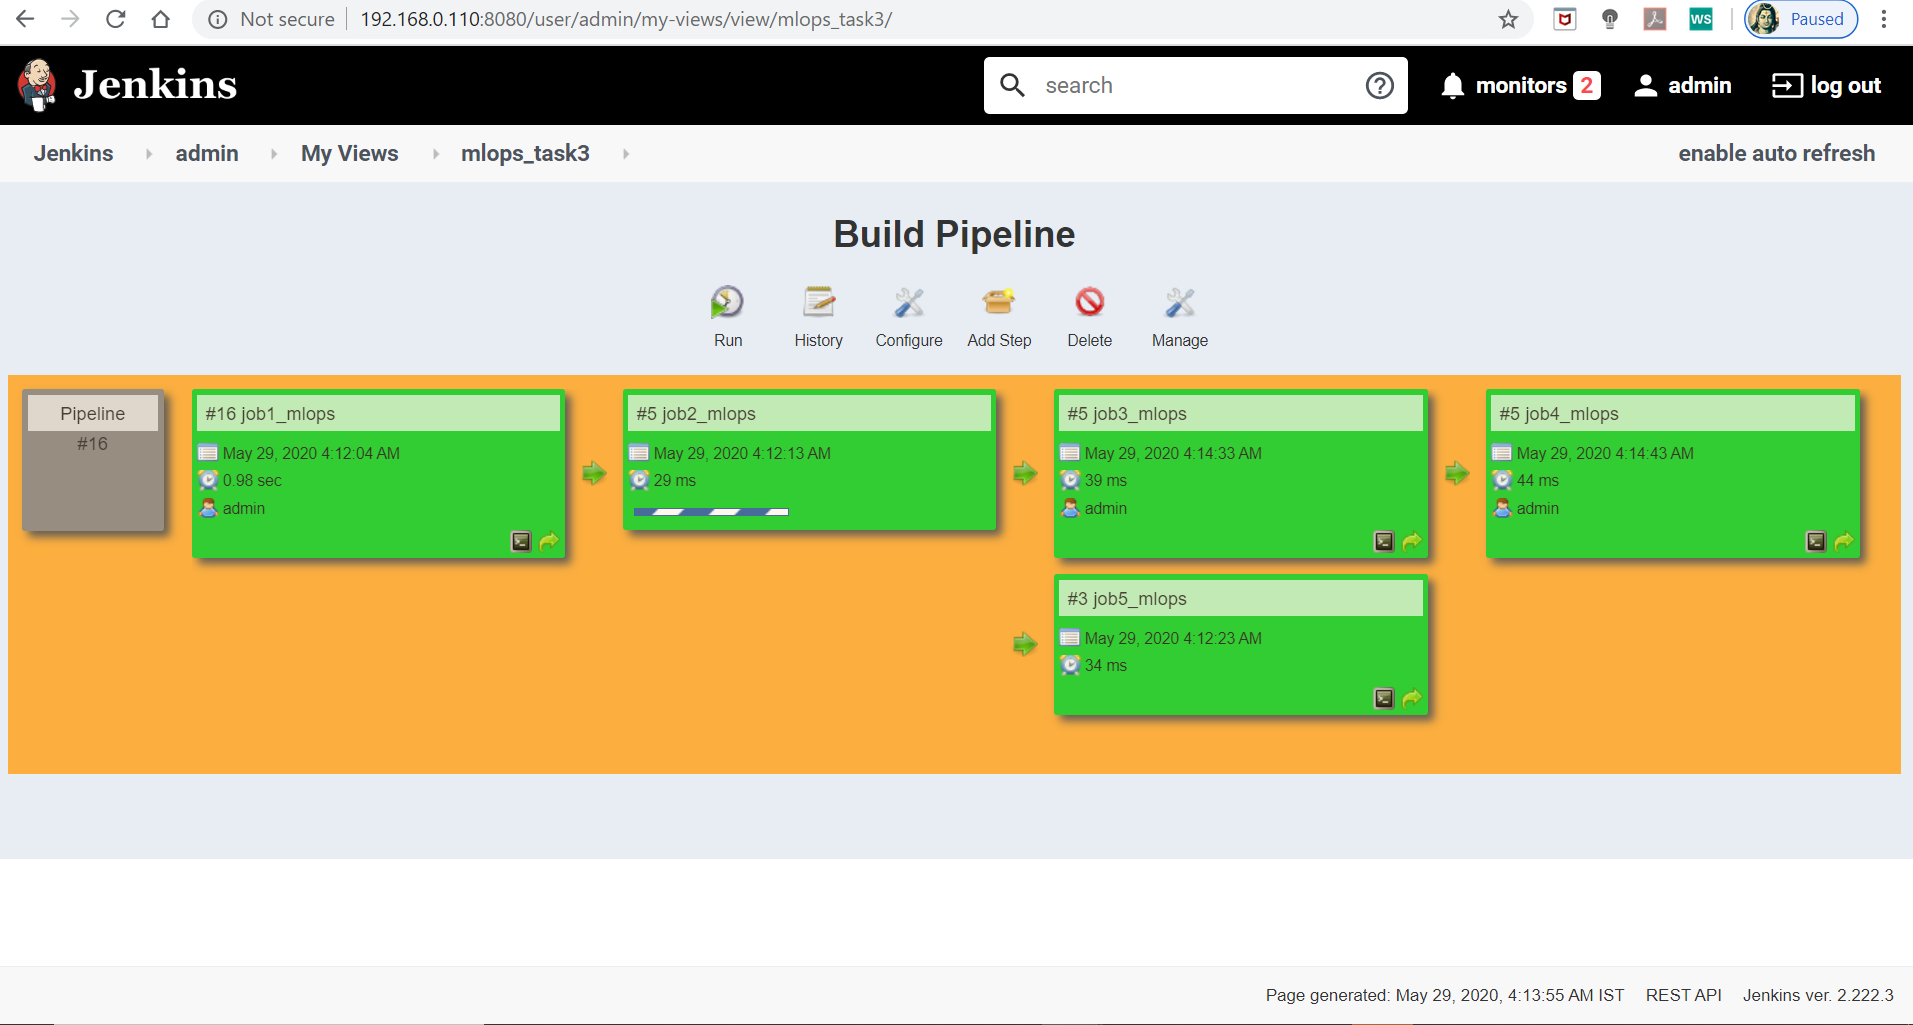 Not secure 192.168.0.110:8080/user/admin/my-views/view/mlops_task3/ WS Paused
Jenkins search monitors 2 admin log out
Jenkins admin My Views mlops_task3 enable auto refresh
Build Pipeline
Run History Configure Add Step Delete Manage
Pipeline
#16
#16 job1_mlops
May 29, 2020 4:12:04 AM
0.98 sec
admin
#5 job2_mlops
May 29, 2020 4:12:13 AM
29 ms
#5 job3_mlops
May 29, 2020 4:14:33 AM
39 ms
admin
#5 job4_mlops
May 29, 2020 4:14:43 AM
44 ms
admin
#3 job5_mlops
May 29, 2020 4:12:23 AM
34 ms
Page generated: May 29, 2020, 4:13:55 AM IST REST API Jenkins ver. 2.222.3